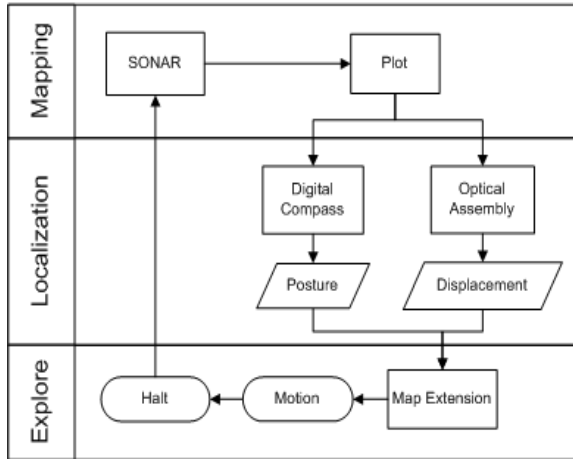 Mapping
SONAR
Plot
Localization
Digital
Compass
Optical
Assembly
Posture
Displacement
Explore
Halt
Motion
Map Extension